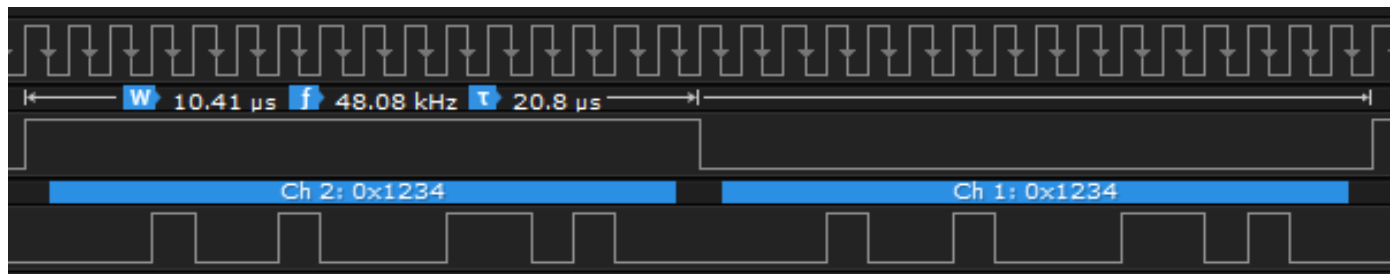 W 10.41 µs f 48.08 kHz τ 20.8 µs
Ch 2: 0x1234 Ch 1: 0x1234